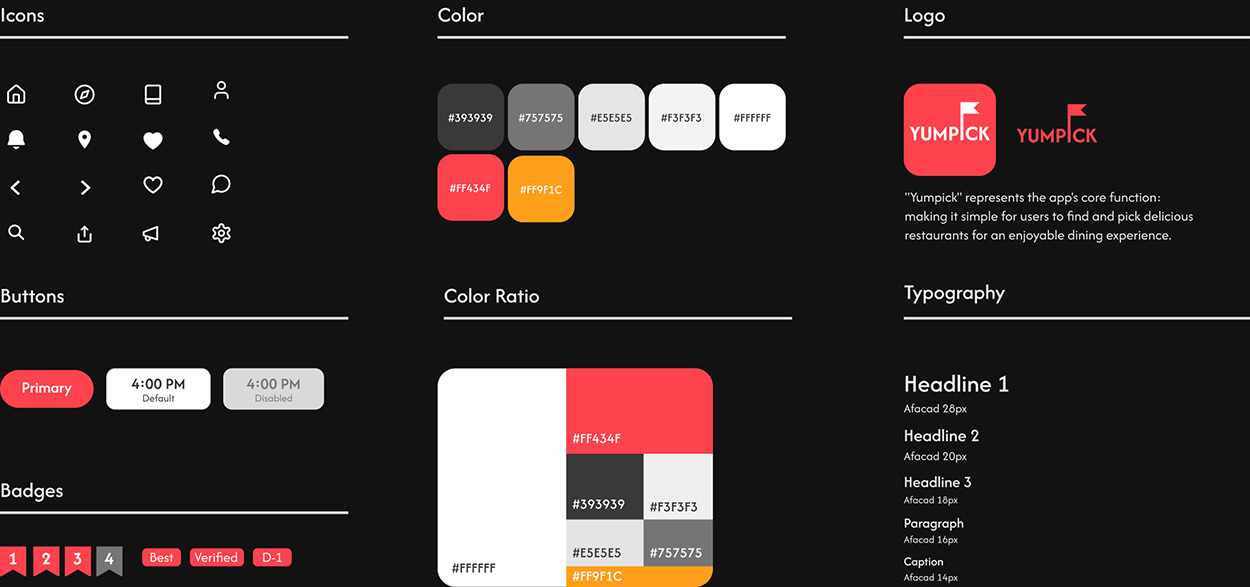 Icons
Color
#393939
#757575
#E5E5E5
#F3F3F3
#FFFFFF
#FF434F
#FF9F1C
Logo
YUMPICK
YUMPICK
"Yumpick" represents the app's core function:
making it simple for users to find and pick delicious
restaurants for an enjoyable dining experience.
Buttons
Primary
4:00 PM
Default
4:00 PM
Disabled
Color Ratio
#FF434F
#393939
#F3F3F3
#E5E5E5
#757575
#FFFFFF
#FF9F1C
Typography
Headline 1
Afacad 28px
Headline 2
Afacad 20px
Headline 3
Afacad 18px
Paragraph
Afacad 16px
Caption
Afacad 14px
Badges
1
2
3
4
Best
Verified
D-1